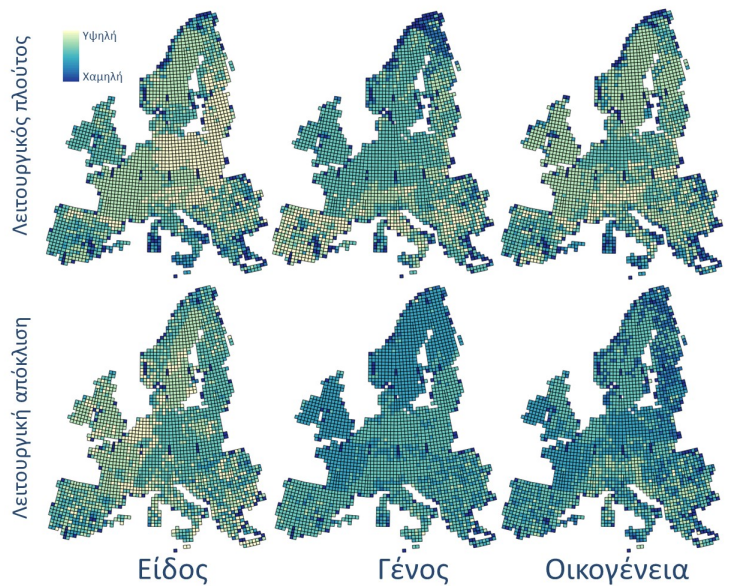 Υψηλή
Χαμηλή
Λειτουργικός πλούτος
Λειτουργική απόκλιση
Είδος
Γένος
Οικογένεια